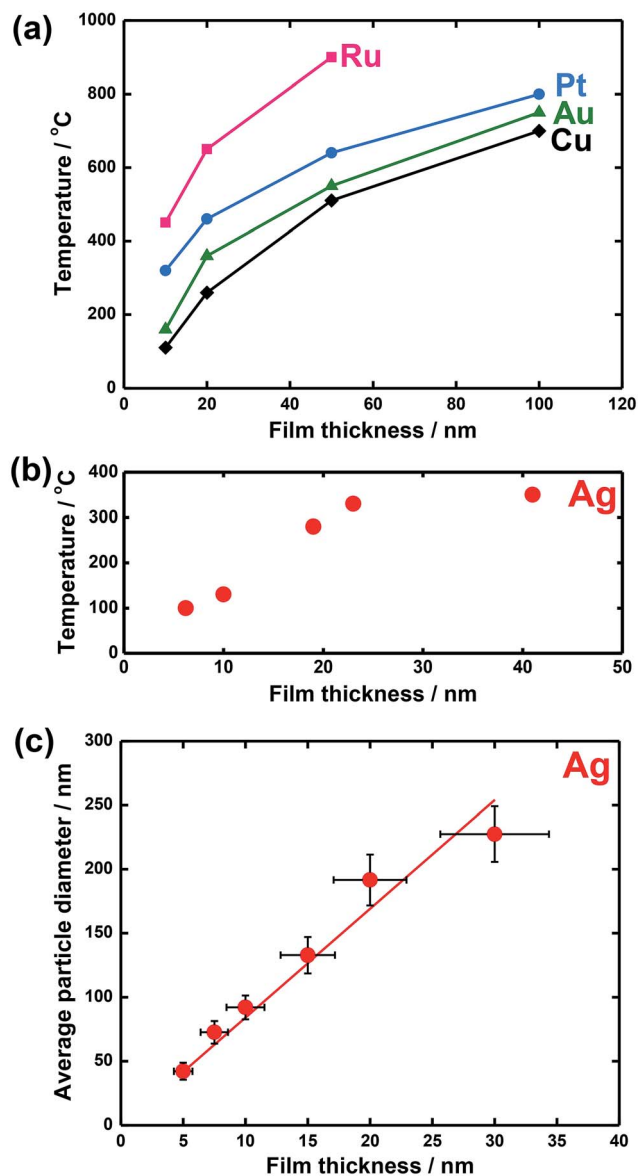 (a)
Temperature / °C
1000
800
600
400
200
0
Ru
Pt
Au
Cu
0 20 40 60 80 100 120
Film thickness / nm
(b)
Temperature / °C
400
300
200
100
0
Ag
0 10 20 30 40 50
Film thickness / nm
(c)
Average particle diameter / nm
300
250
200
150
100
50
0
Ag
0 5 10 15 20 25 30 35 40
Film thickness / nm